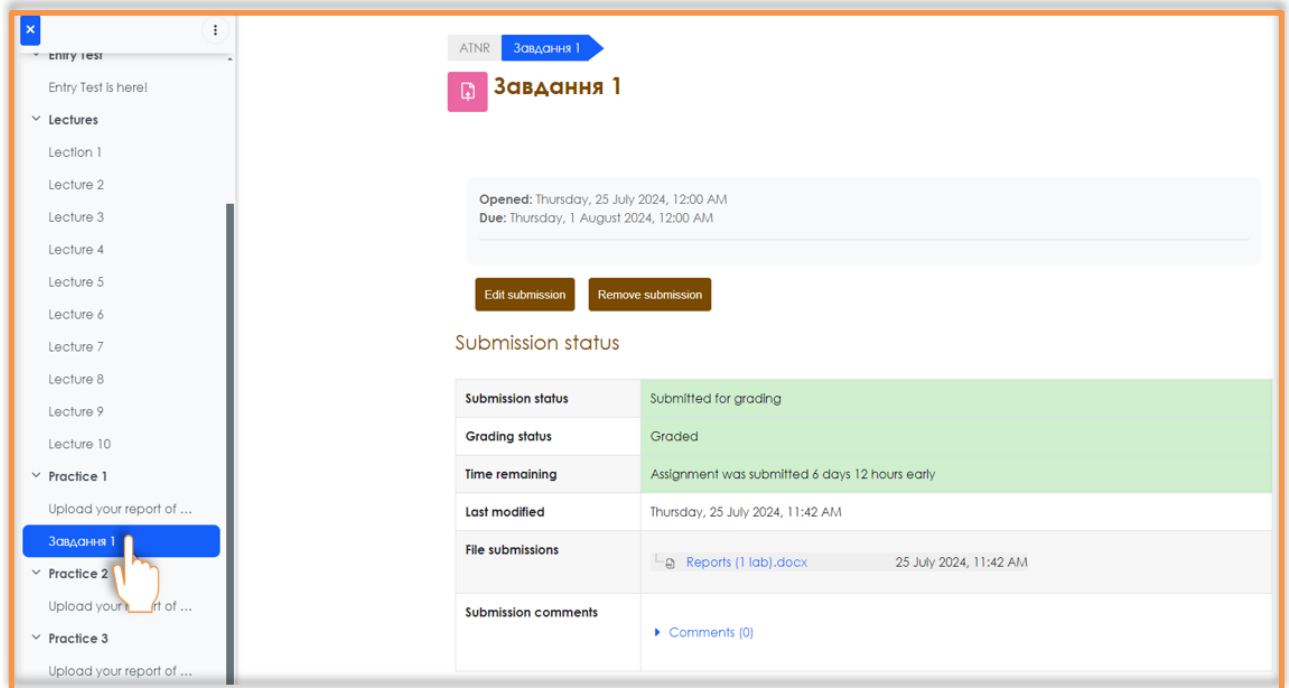 Entry Test
Entry Test is here!
Lectures
Lection 1
Lecture 2
Lecture 3
Lecture 4
Lecture 5
Lecture 6
Lecture 7
Lecture 8
Lecture 9
Lecture 10
Practice 1
Upload your report of ...
Завдання 1
Practice 2
Upload your report of ...
Practice 3
Upload your report of ...
ATNR Завдання 1
Завдання 1
Opened: Thursday, 25 July 2024, 12:00 AM
Due: Thursday, 1 August 2024, 12:00 AM
Edit submission Remove submission
Submission status
Submission status Submitted for grading
Grading status Graded
Time remaining Assignment was submitted 6 days 12 hours early
Last modified Thursday, 25 July 2024, 11:42 AM
File submissions Reports (1 lab).docx 25 July 2024, 11:42 AM
Submission comments
Comments (0)